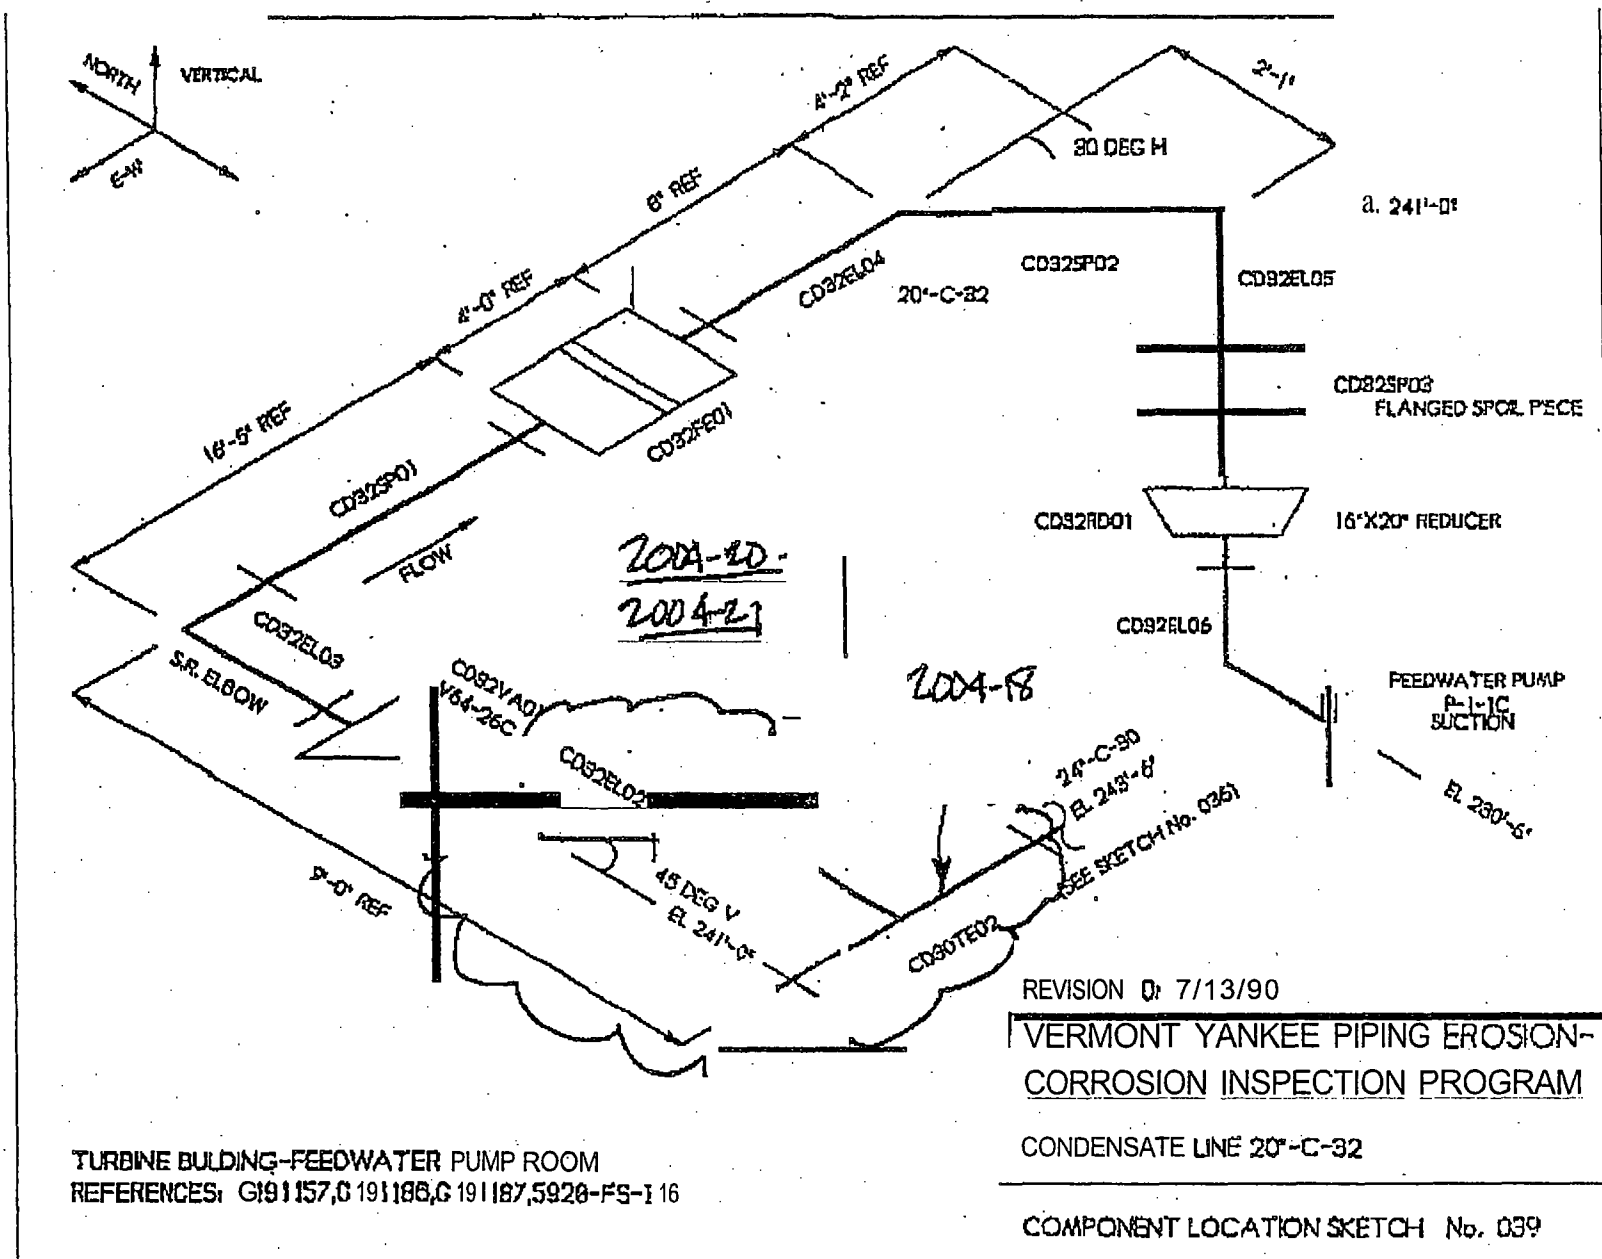 NORTH
VERTICAL
E-W
4'-2" REF
2'-1"
30 DEG H
8" REF
a. 241'-0"
4'-0" REF
CD32EL04
CD32SP02
20"-C-32
CD32EL05
CD32SP03
FLANGED SPOOL PIECE
16'-5" REF
CD32FE01
CD32SP01
CD32RD01
16"X20" REDUCER
FLOW
2004-20
2004-21
CD32EL03
S.R. ELBOW
CD32EL06
2004-18
FEEDWATER PUMP
P-1-1C
SUCTION
CD32VA01
V64-26C
CD32EL02
24"-C-30
EL 243'-6"
(SEE SKETCH No. 036)
EL 230'-6"
9'-0" REF
45 DEG V
EL 241'-0"
CD30TE02
REVISION 0: 7/13/90
VERMONT YANKEE PIPING EROSION-
CORROSION INSPECTION PROGRAM
CONDENSATE LINE 20"-C-32
TURBINE BULDING-FEEDWATER PUMP ROOM
REFERENCES: G191157,G191186,G191187,5920-FS-I16
COMPONENT LOCATION SKETCH No. 039